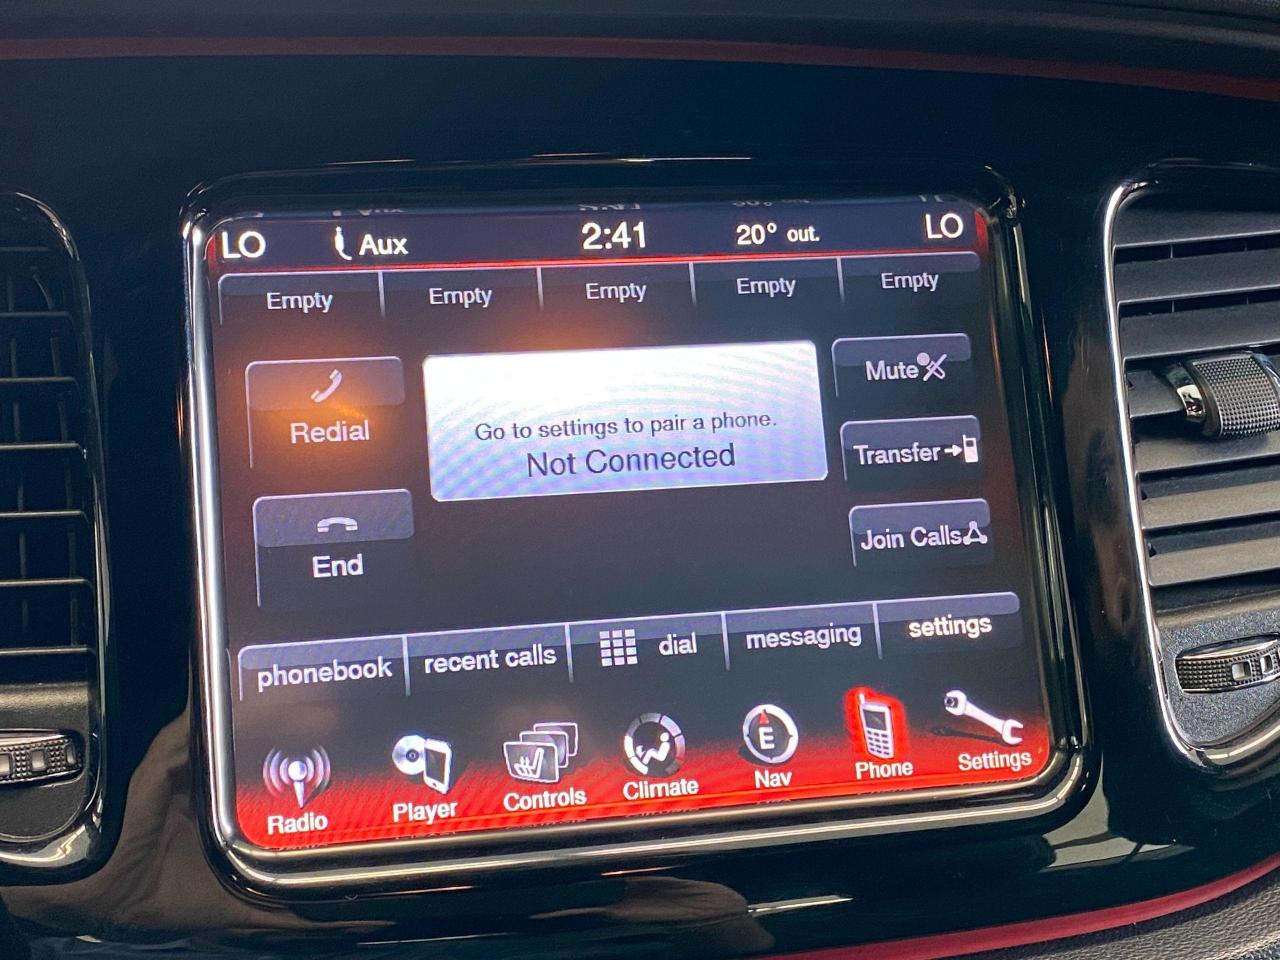 LO Aux 2:41 20° out. LO
Empty Empty Empty Empty Empty
Redial
Go to settings to pair a phone.
Not Connected
Mute
Transfer
End
Join Calls
phonebook recent calls dial messaging settings
E
Radio Player Controls Climate Nav Phone Settings